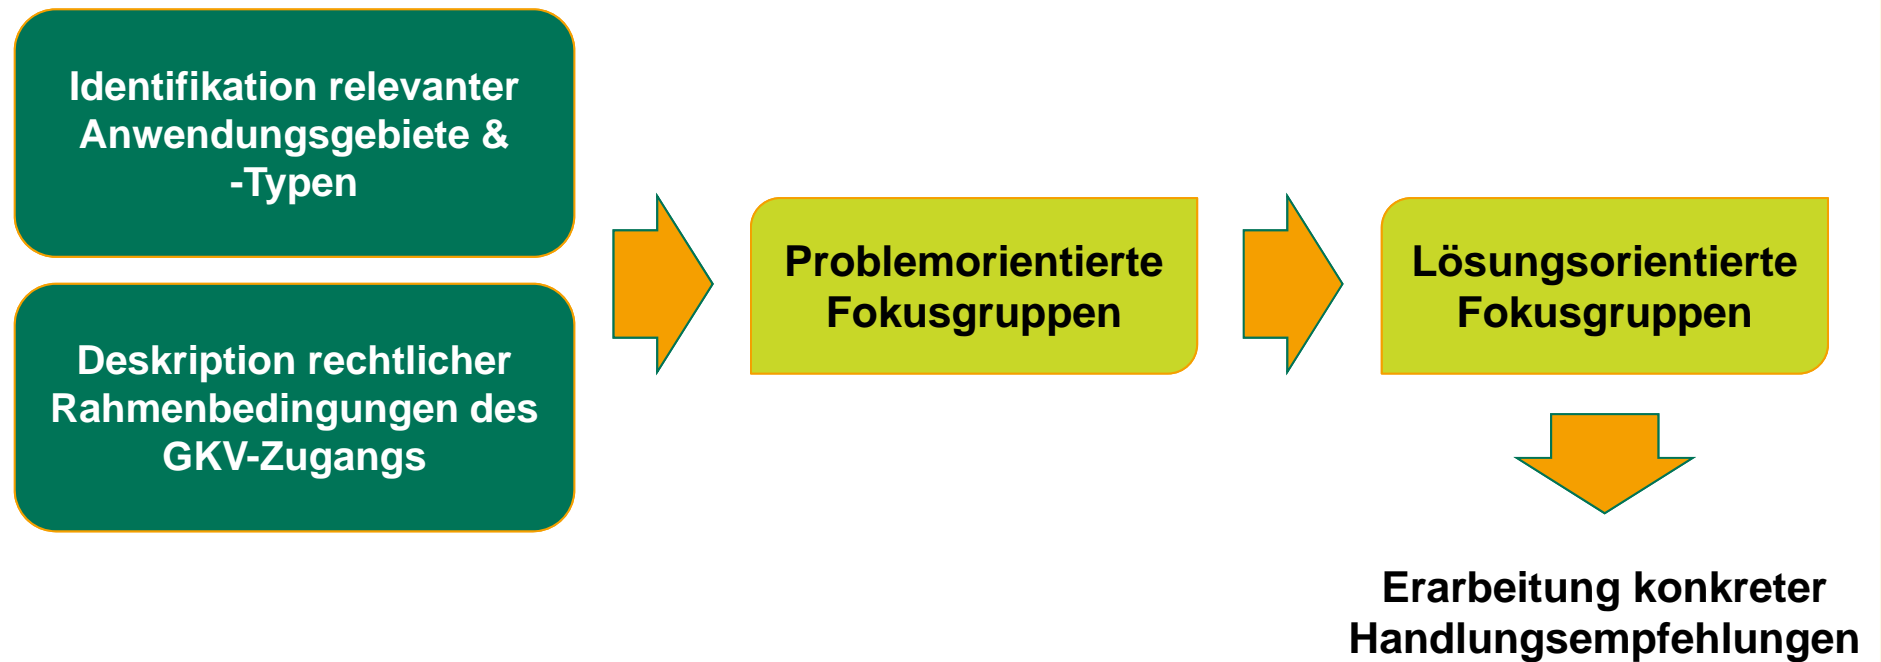 Identifikation relevanter
Anwendungsgebiete &
-Typen
Deskription rechtlicher
Rahmenbedingungen des
GKV-Zugangs
Problemorientierte
Fokusgruppen
Lösungsorientierte
Fokusgruppen
Erarbeitung konkreter
Handlungsempfehlungen